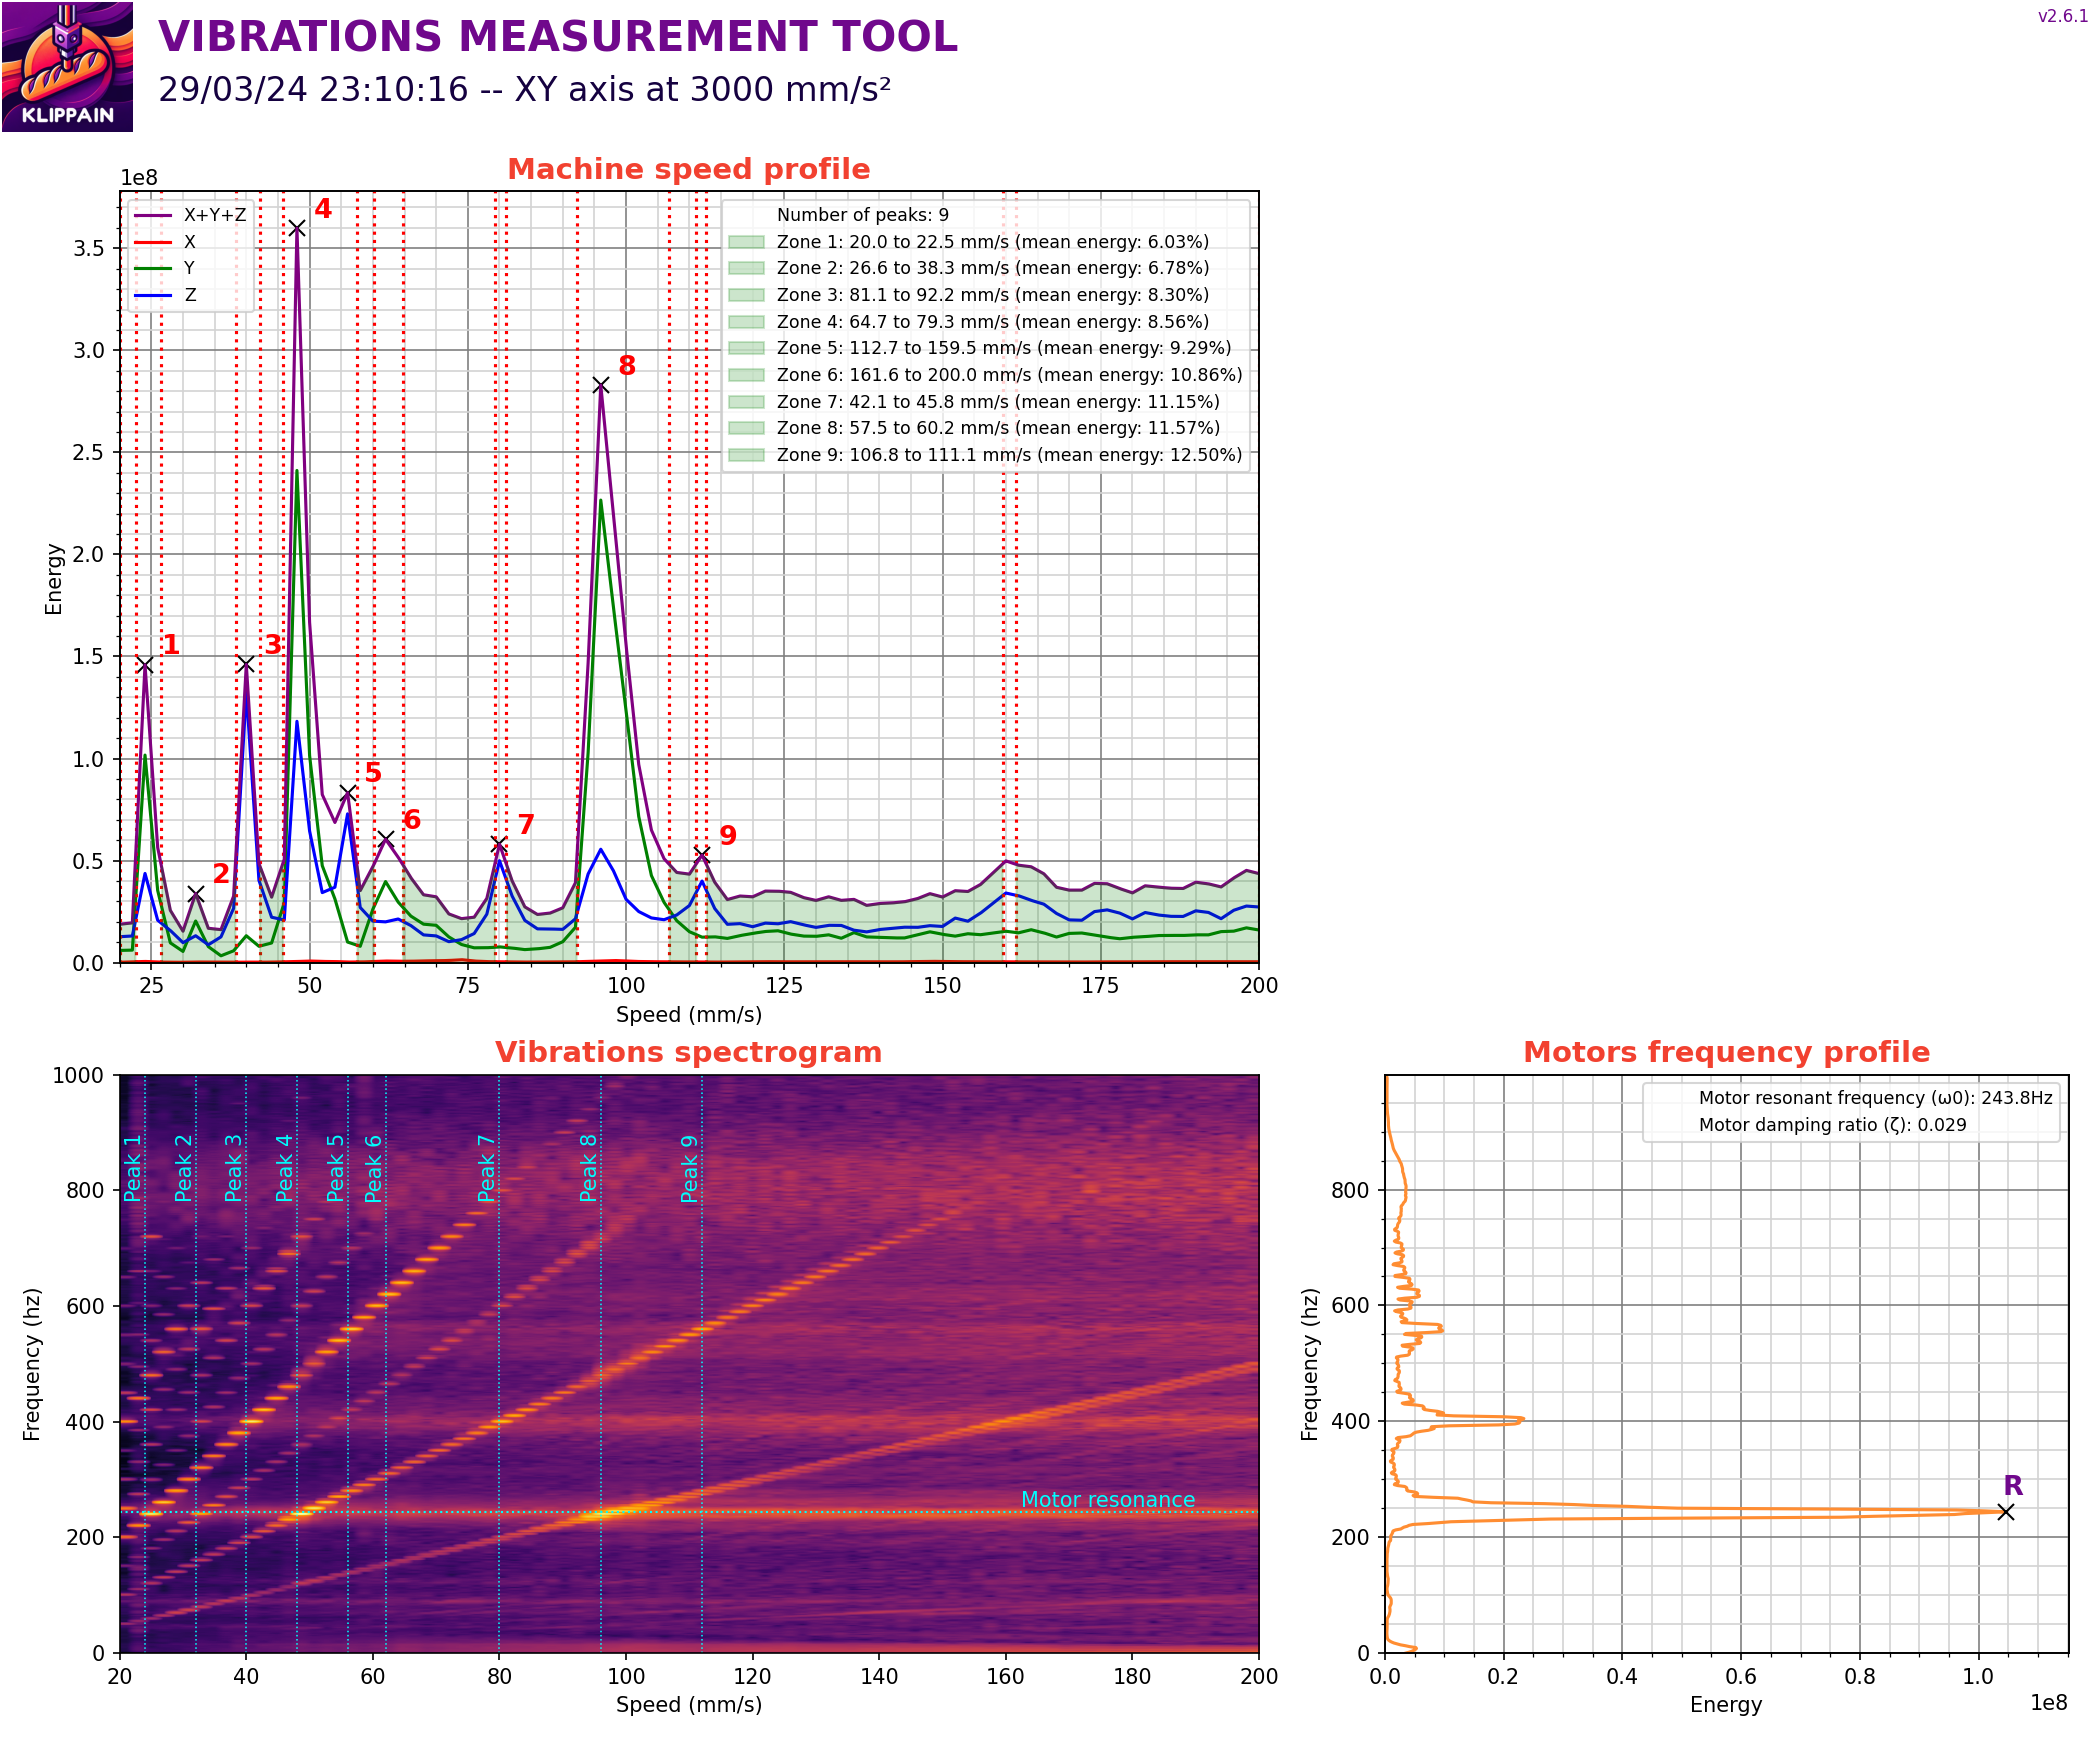 KLIPPAIN
VIBRATIONS MEASUREMENT TOOL
v2.6.1
29/03/24 23:10:16 -- XY axis at 3000 mm/s²
Machine speed profile
1e8
X+Y+Z
X
Y
Z
Number of peaks: 9
Zone 1: 20.0 to 22.5 mm/s (mean energy: 6.03%)
Zone 2: 26.6 to 38.3 mm/s (mean energy: 6.78%)
Zone 3: 81.1 to 92.2 mm/s (mean energy: 8.30%)
Zone 4: 64.7 to 79.3 mm/s (mean energy: 8.56%)
Zone 5: 112.7 to 159.5 mm/s (mean energy: 9.29%)
Zone 6: 161.6 to 200.0 mm/s (mean energy: 10.86%)
Zone 7: 42.1 to 45.8 mm/s (mean energy: 11.15%)
Zone 8: 57.5 to 60.2 mm/s (mean energy: 11.57%)
Zone 9: 106.8 to 111.1 mm/s (mean energy: 12.50%)
1
2
3
4
5
6
7
8
9
Energy
3.5
3.0
2.5
2.0
1.5
1.0
0.5
0.0
25 50 75 100 125 150 175 200
Speed (mm/s)
Vibrations spectrogram
Frequency (hz)
1000
800
600
400
200
0
Peak 1
Peak 2
Peak 3
Peak 4
Peak 5
Peak 6
Peak 7
Peak 8
Peak 9
Motor resonance
20 40 60 80 100 120 140 160 180 200
Speed (mm/s)
Motors frequency profile
Motor resonant frequency (ω0): 243.8Hz
Motor damping ratio (ζ): 0.029
R
Frequency (hz)
800
600
400
200
0
0.0 0.2 0.4 0.6 0.8 1.0
Energy
1e8